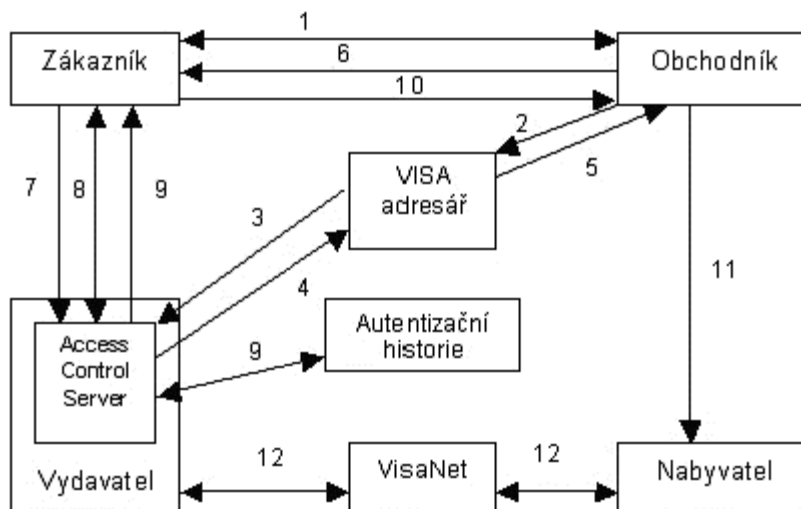 1
Zákazník
6
Obchodník
10
2
VISA
adresář
5
7
8
9
3
4
11
Access
Control
Server
Autentizační
historie
9
Vydavatel
12
VisaNet
12
Nabyvatel